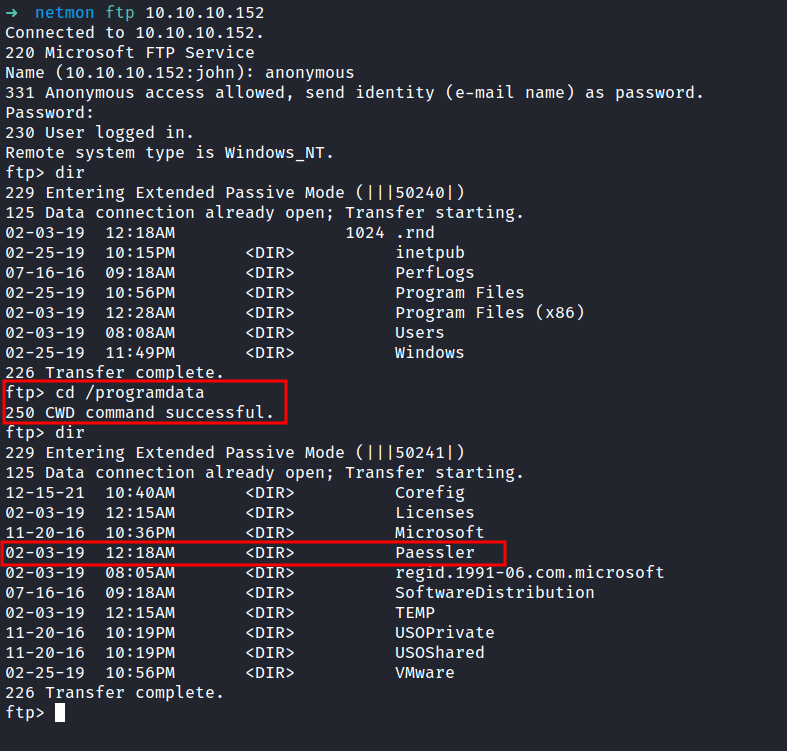 → netmon ftp 10.10.10.152
Connected to 10.10.10.152.
220 Microsoft FTP Service
Name (10.10.10.152:john): anonymous
331 Anonymous access allowed, send identity (e-mail name) as password.
Password:
230 User logged in.
Remote system type is Windows_NT.
ftp> dir
229 Entering Extended Passive Mode (|||50240|)
125 Data connection already open; Transfer starting.
02-03-19  12:18AM                 1024 .rnd
02-25-19  10:15PM       <DIR>          inetpub
07-16-16  09:18AM       <DIR>          PerfLogs
02-25-19  10:56PM       <DIR>          Program Files
02-03-19  12:28AM       <DIR>          Program Files (x86)
02-03-19  08:08AM       <DIR>          Users
02-25-19  11:49PM       <DIR>          Windows
226 Transfer complete.
ftp> cd /programdata
250 CWD command successful.
ftp> dir
229 Entering Extended Passive Mode (|||50241|)
125 Data connection already open; Transfer starting.
12-15-21  10:40AM       <DIR>          Corefig
02-03-19  12:15AM       <DIR>          Licenses
11-20-16  10:36PM       <DIR>          Microsoft
02-03-19  12:18AM       <DIR>          Paessler
02-03-19  08:05AM       <DIR>          regid.1991-06.com.microsoft
07-16-16  09:18AM       <DIR>          SoftwareDistribution
02-03-19  12:15AM       <DIR>          TEMP
11-20-16  10:19PM       <DIR>          USOPrivate
11-20-16  10:19PM       <DIR>          USOShared
02-25-19  10:56PM       <DIR>          VMware
226 Transfer complete.
ftp>